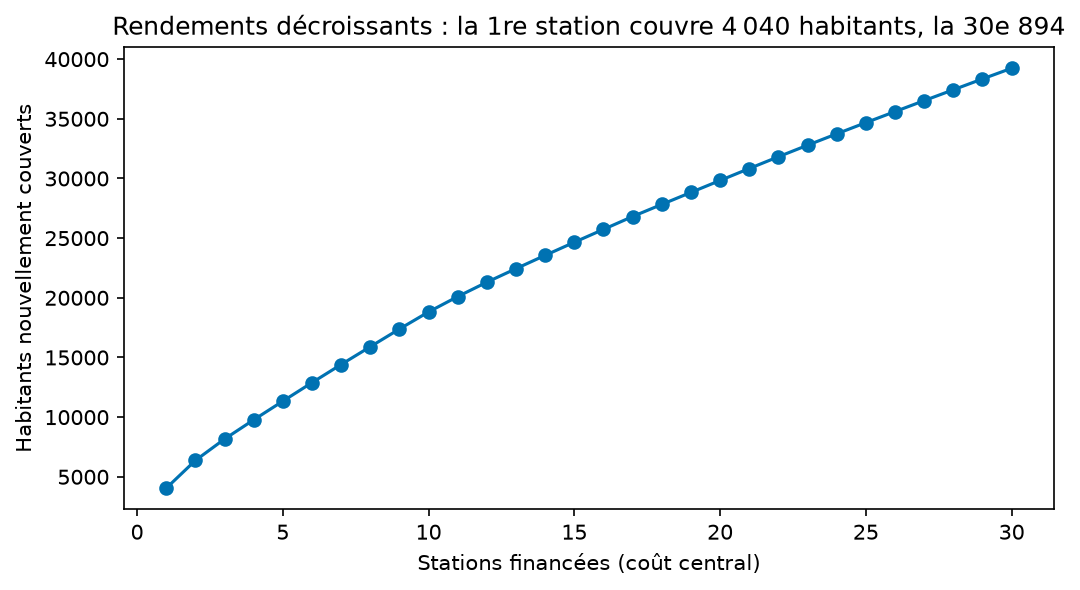 Rendements décroissants : la 1re station couvre 4 040 habitants, la 30e 894
40000
35000
30000
25000
20000
15000
10000
5000
Habitants nouvellement couverts
0 5 10 15 20 25 30
Stations financées (coût central)